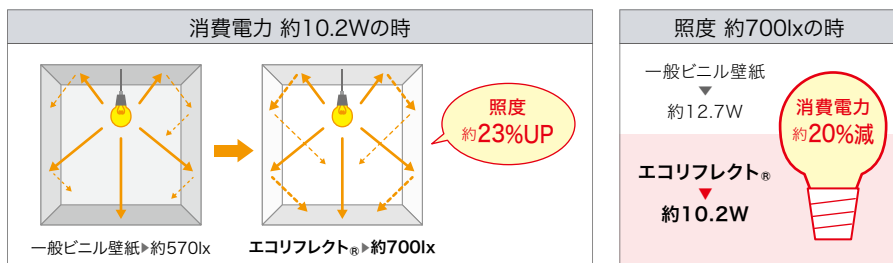 消費電力 約10.2Wの時
照度
約23%UP
一般ビニル壁紙▶約570lx
エコリフレクト®▶約700lx
照度 約700lxの時
一般ビニル壁紙
▼
約12.7W
エコリフレクト®
▼
約10.2W
消費電力
約20%減